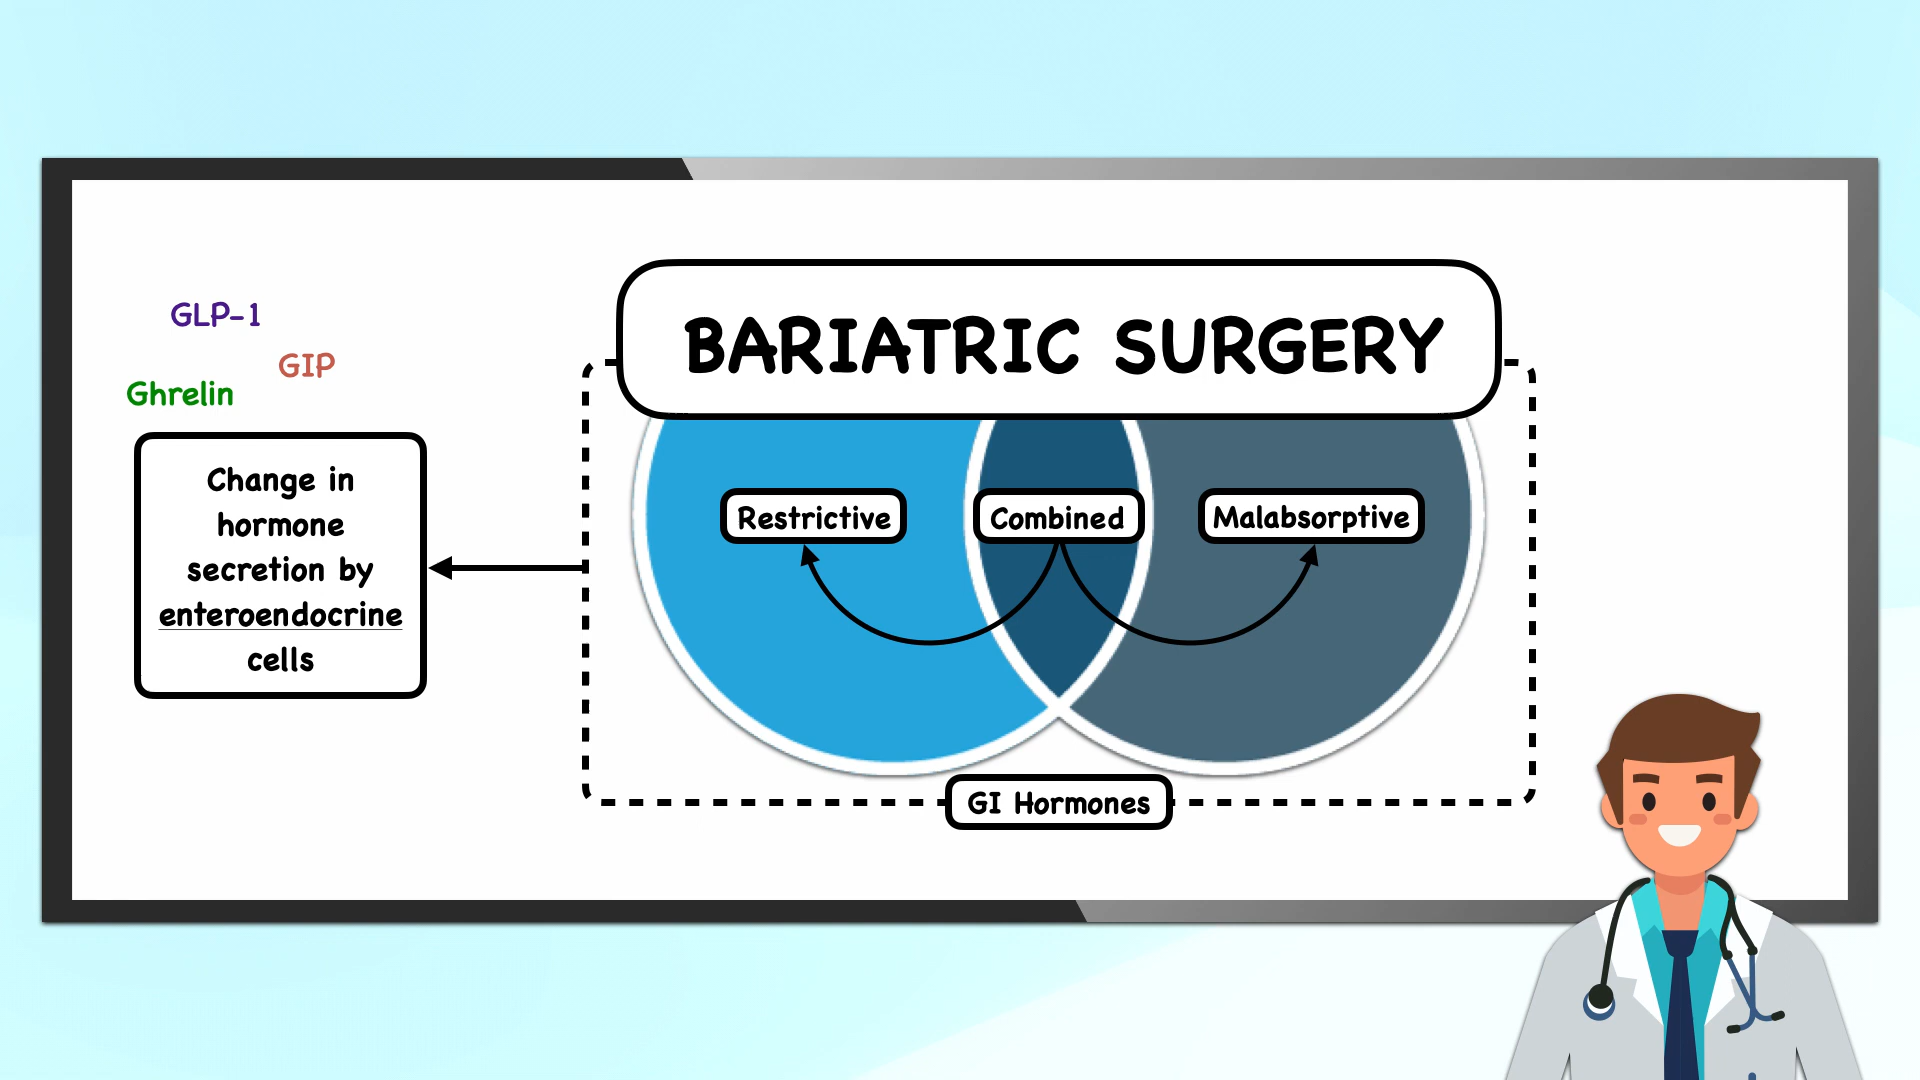 BARIATRIC SURGERY
GLP-1
GIP
Ghrelin
Change in
hormone
secretion by
enteroendocrine
cells
Restrictive
Combined
Malabsorptive
GI Hormones